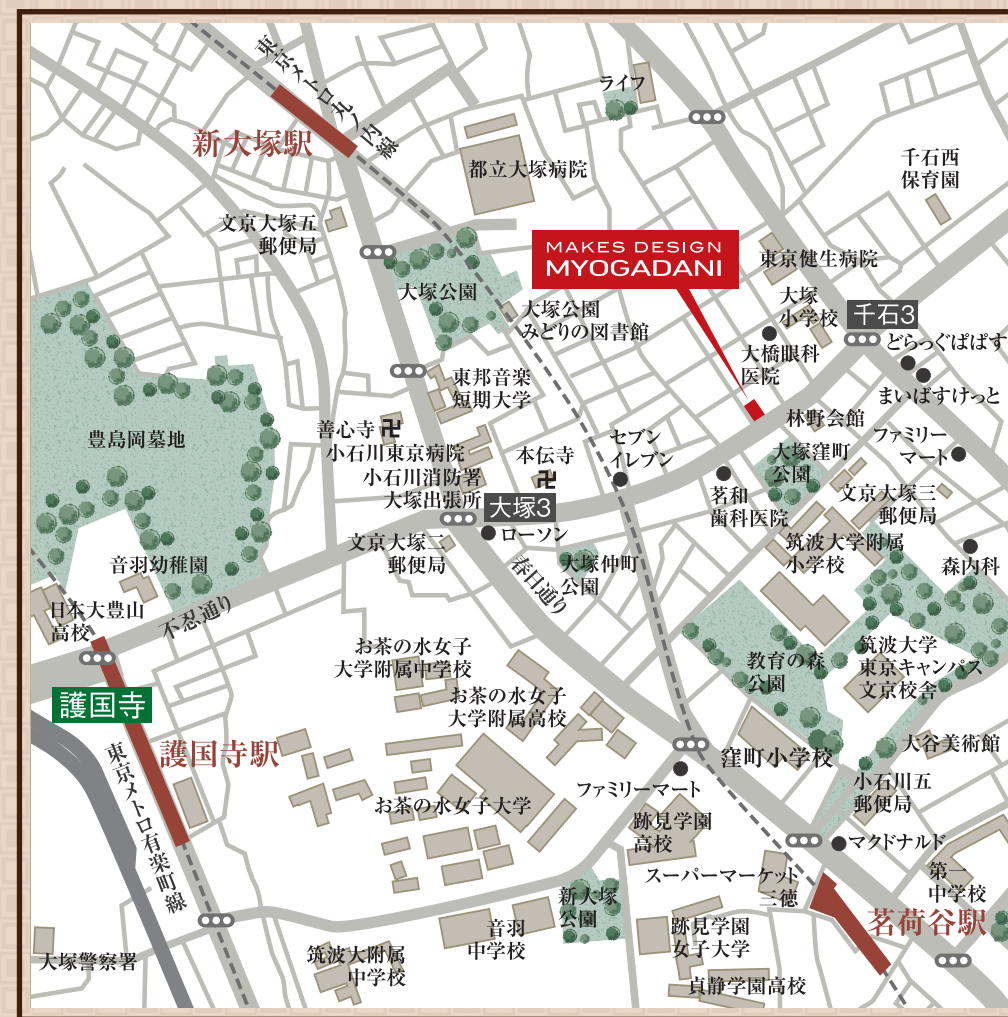 東京メトロ丸ノ内線
新大塚駅
ライフ
都立大塚病院
千石西
保育園
文京大塚五
郵便局
MAKES DESIGN
MYOGADANI
東京健生病院
大塚公園
大塚
小学校
千石3
大塚公園
みどりの図書館
どらっぐぱぱす
大橋眼科
医院
東邦音楽
短期大学
まいばすけっと
豊島岡墓地
善心寺
卍
小石川東京病院
林野会館
セブン
イレブン
ファミリー
マート
大塚窪町
公園
小石川消防署
大塚出張所
本伝寺
卍
大塚3
茗和
歯科医院
文京大塚三
郵便局
ローソン
文京大塚二
郵便局
筑波大学附属
小学校
音羽幼稚園
大塚仲町
公園
春日通り
森内科
日本大豊山
高校
不忍通り
お茶の水女子
大学附属中学校
教育の森
公園
筑波大学
東京キャンパス
文京校舎
護国寺
お茶の水女子
大学附属高校
護国寺駅
東京メトロ有楽町線
窪町小学校
大谷美術館
お茶の水女子大学
ファミリーマート
小石川五
郵便局
跡見学園
高校
マクドナルド
スーパーマーケット
三徳
第一
中学校
新大塚
公園
茗荷谷駅
音羽
中学校
跡見学園
女子大学
大塚警察署
筑波大附属
中学校
貞静学園高校